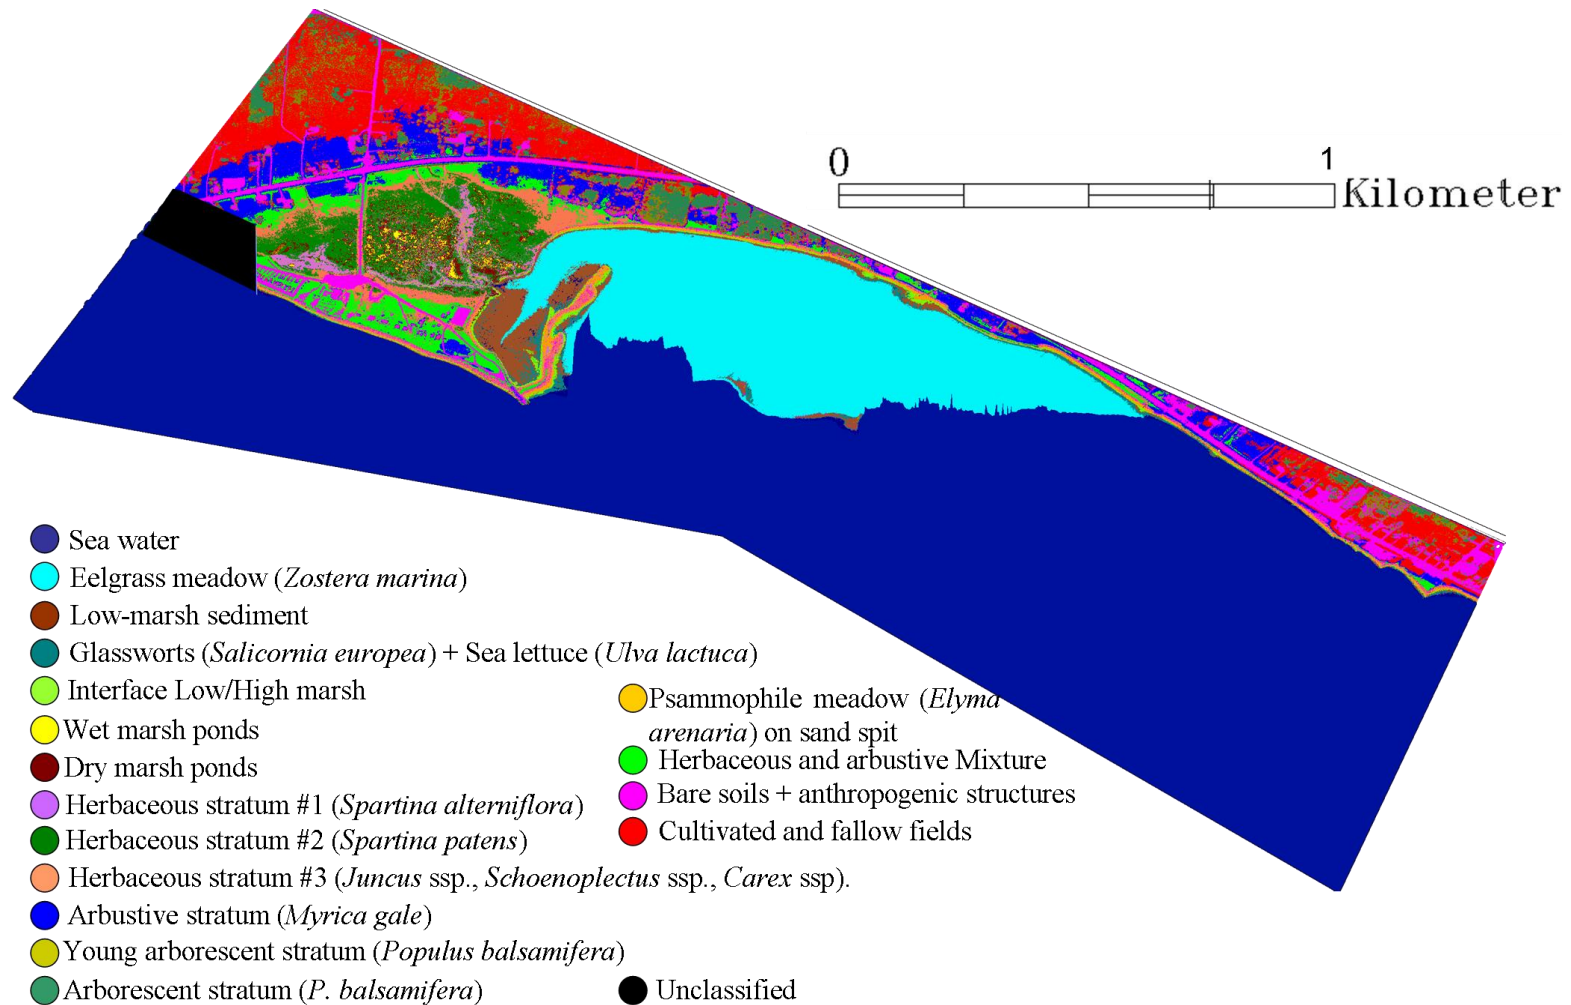 0 1
Kilometer
Sea water
Eelgrass meadow (Zostera marina)
Low-marsh sediment
Glassworts (Salicornia europea) + Sea lettuce (Ulva lactuca)
Interface Low/High marsh
Wet marsh ponds
Dry marsh ponds
Herbaceous stratum #1 (Spartina alterniflora)
Herbaceous stratum #2 (Spartina patens)
Herbaceous stratum #3 (Juncus ssp., Schoenoplectus ssp., Carex ssp).
Arbustive stratum (Myrica gale)
Young arborescent stratum (Populus balsamifera)
Arborescent stratum (P. balsamifera)
Psammophile meadow (Elyma
arenaria) on sand spit
Herbaceous and arbustive Mixture
Bare soils + anthropogenic structures
Cultivated and fallow fields
Unclassified